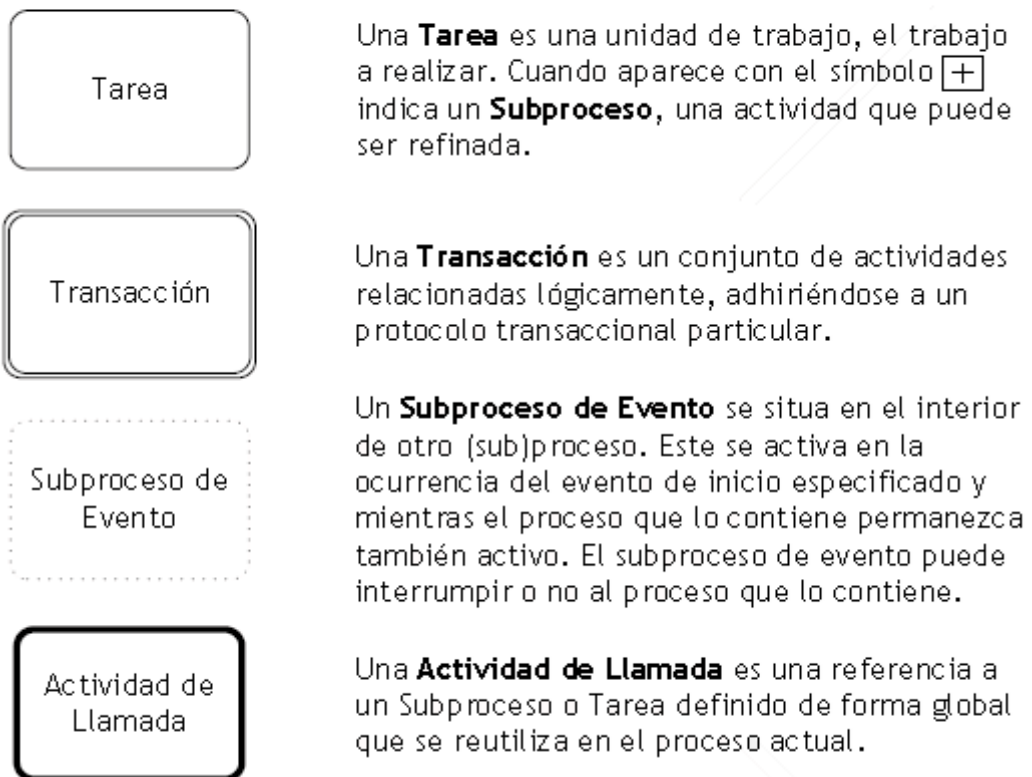 Tarea
Una Tarea es una unidad de trabajo, el trabajo
a realizar. Cuando aparece con el símbolo +
indica un Subproceso, una actividad que puede
ser refinada.
Transacción
Una Transacción es un conjunto de actividades
relacionadas lógicamente, adhiriéndose a un
protocolo transaccional particular.
Subproceso de
Evento
Un Subproceso de Evento se situa en el interior
de otro (sub)proceso. Este se activa en la
ocurrencia del evento de inicio especificado y
mientras el proceso que lo contiene permanezca
también activo. El subproceso de evento puede
interrumpir o no al proceso que lo contiene.
Actividad de
Llamada
Una Actividad de Llamada es una referencia a
un Subproceso o Tarea definido de forma global
que se reutiliza en el proceso actual.